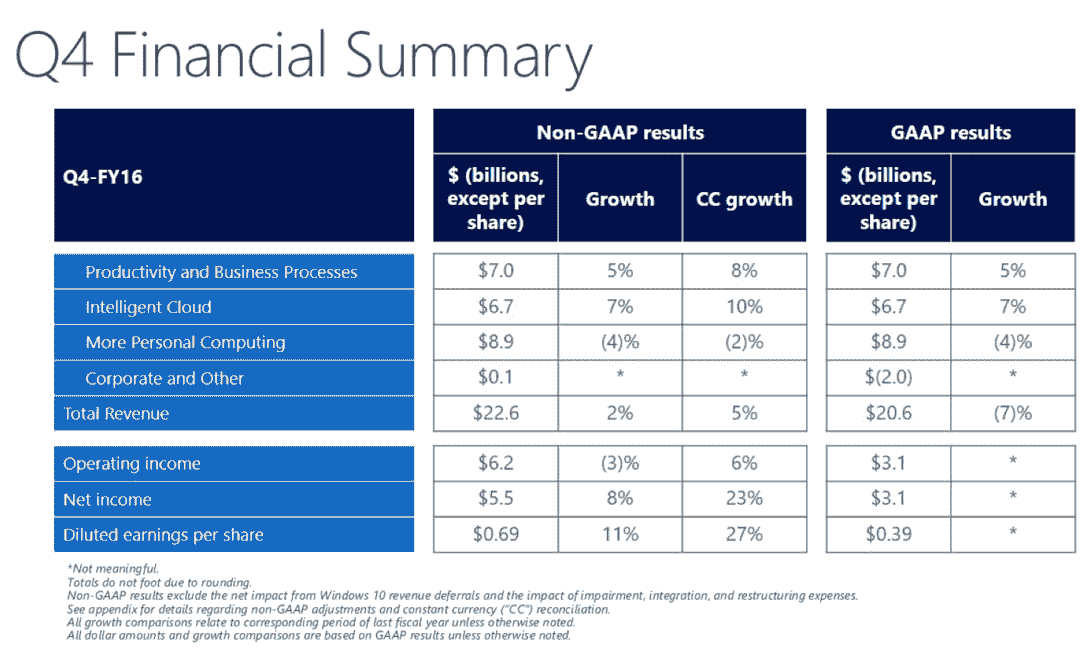 Q4 Financial Summary
Q4-FY16
Non-GAAP results
GAAP results
$ (billions,
except per
share)
Growth
CC growth
$ (billions,
except per
share)
Growth
Productivity and Business Processes $7.0 5% 8% $7.0 5%
Intelligent Cloud $6.7 7% 10% $6.7 7%
More Personal Computing $8.9 (4)% (2)% $8.9 (4)%
Corporate and Other $0.1 * * $(2.0) *
Total Revenue $22.6 2% 5% $20.6 (7)%
Operating income $6.2 (3)% 6% $3.1 *
Net income $5.5 8% 23% $3.1 *
Diluted earnings per share $0.69 11% 27% $0.39 *
*Not meaningful.
Totals do not foot due to rounding.
Non-GAAP results exclude the net impact from Windows 10 revenue deferrals and the impact of impairment, integration, and restructuring expenses.
See appendix for details regarding non-GAAP adjustments and constant currency ("CC") reconciliation.
All growth comparisons relate to corresponding period of last fiscal year unless otherwise noted.
All dollar amounts and growth comparisons are based on GAAP results unless otherwise noted.